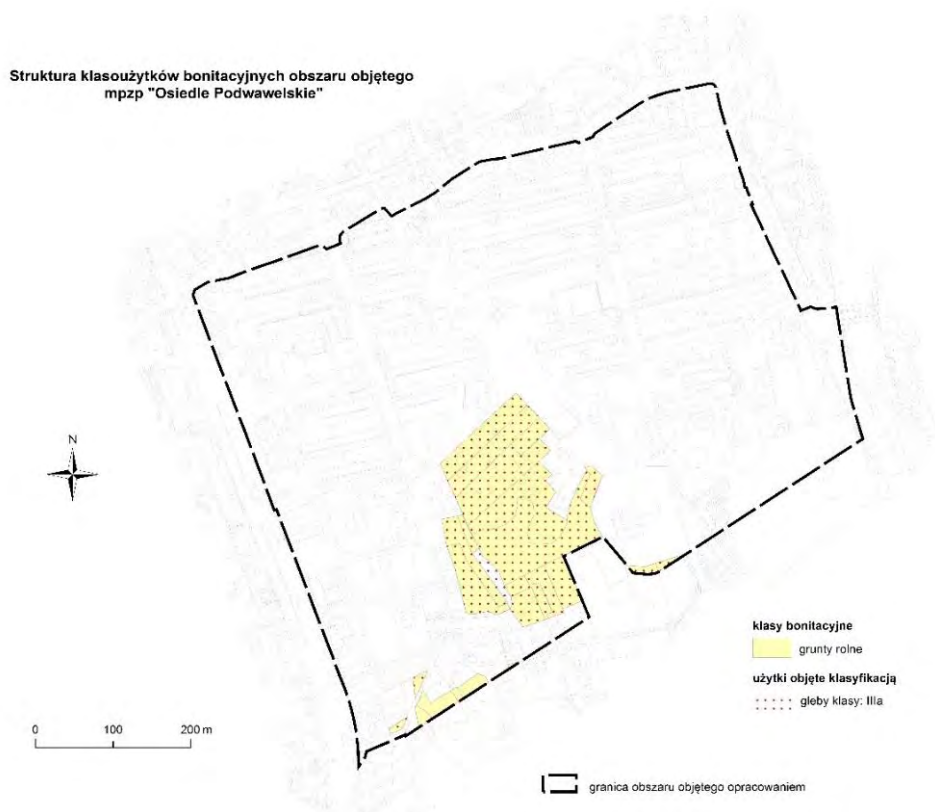 Struktura klasoużytków bonitacyjnych obszaru objętego
mpzp "Osiedle Podwawelskie"
N
klasy bonitacyjne
grunty rolne
użytki objęte klasyfikacją
gleby klasy: IIIa
0 100 200 m
granica obszaru objętego opracowaniem